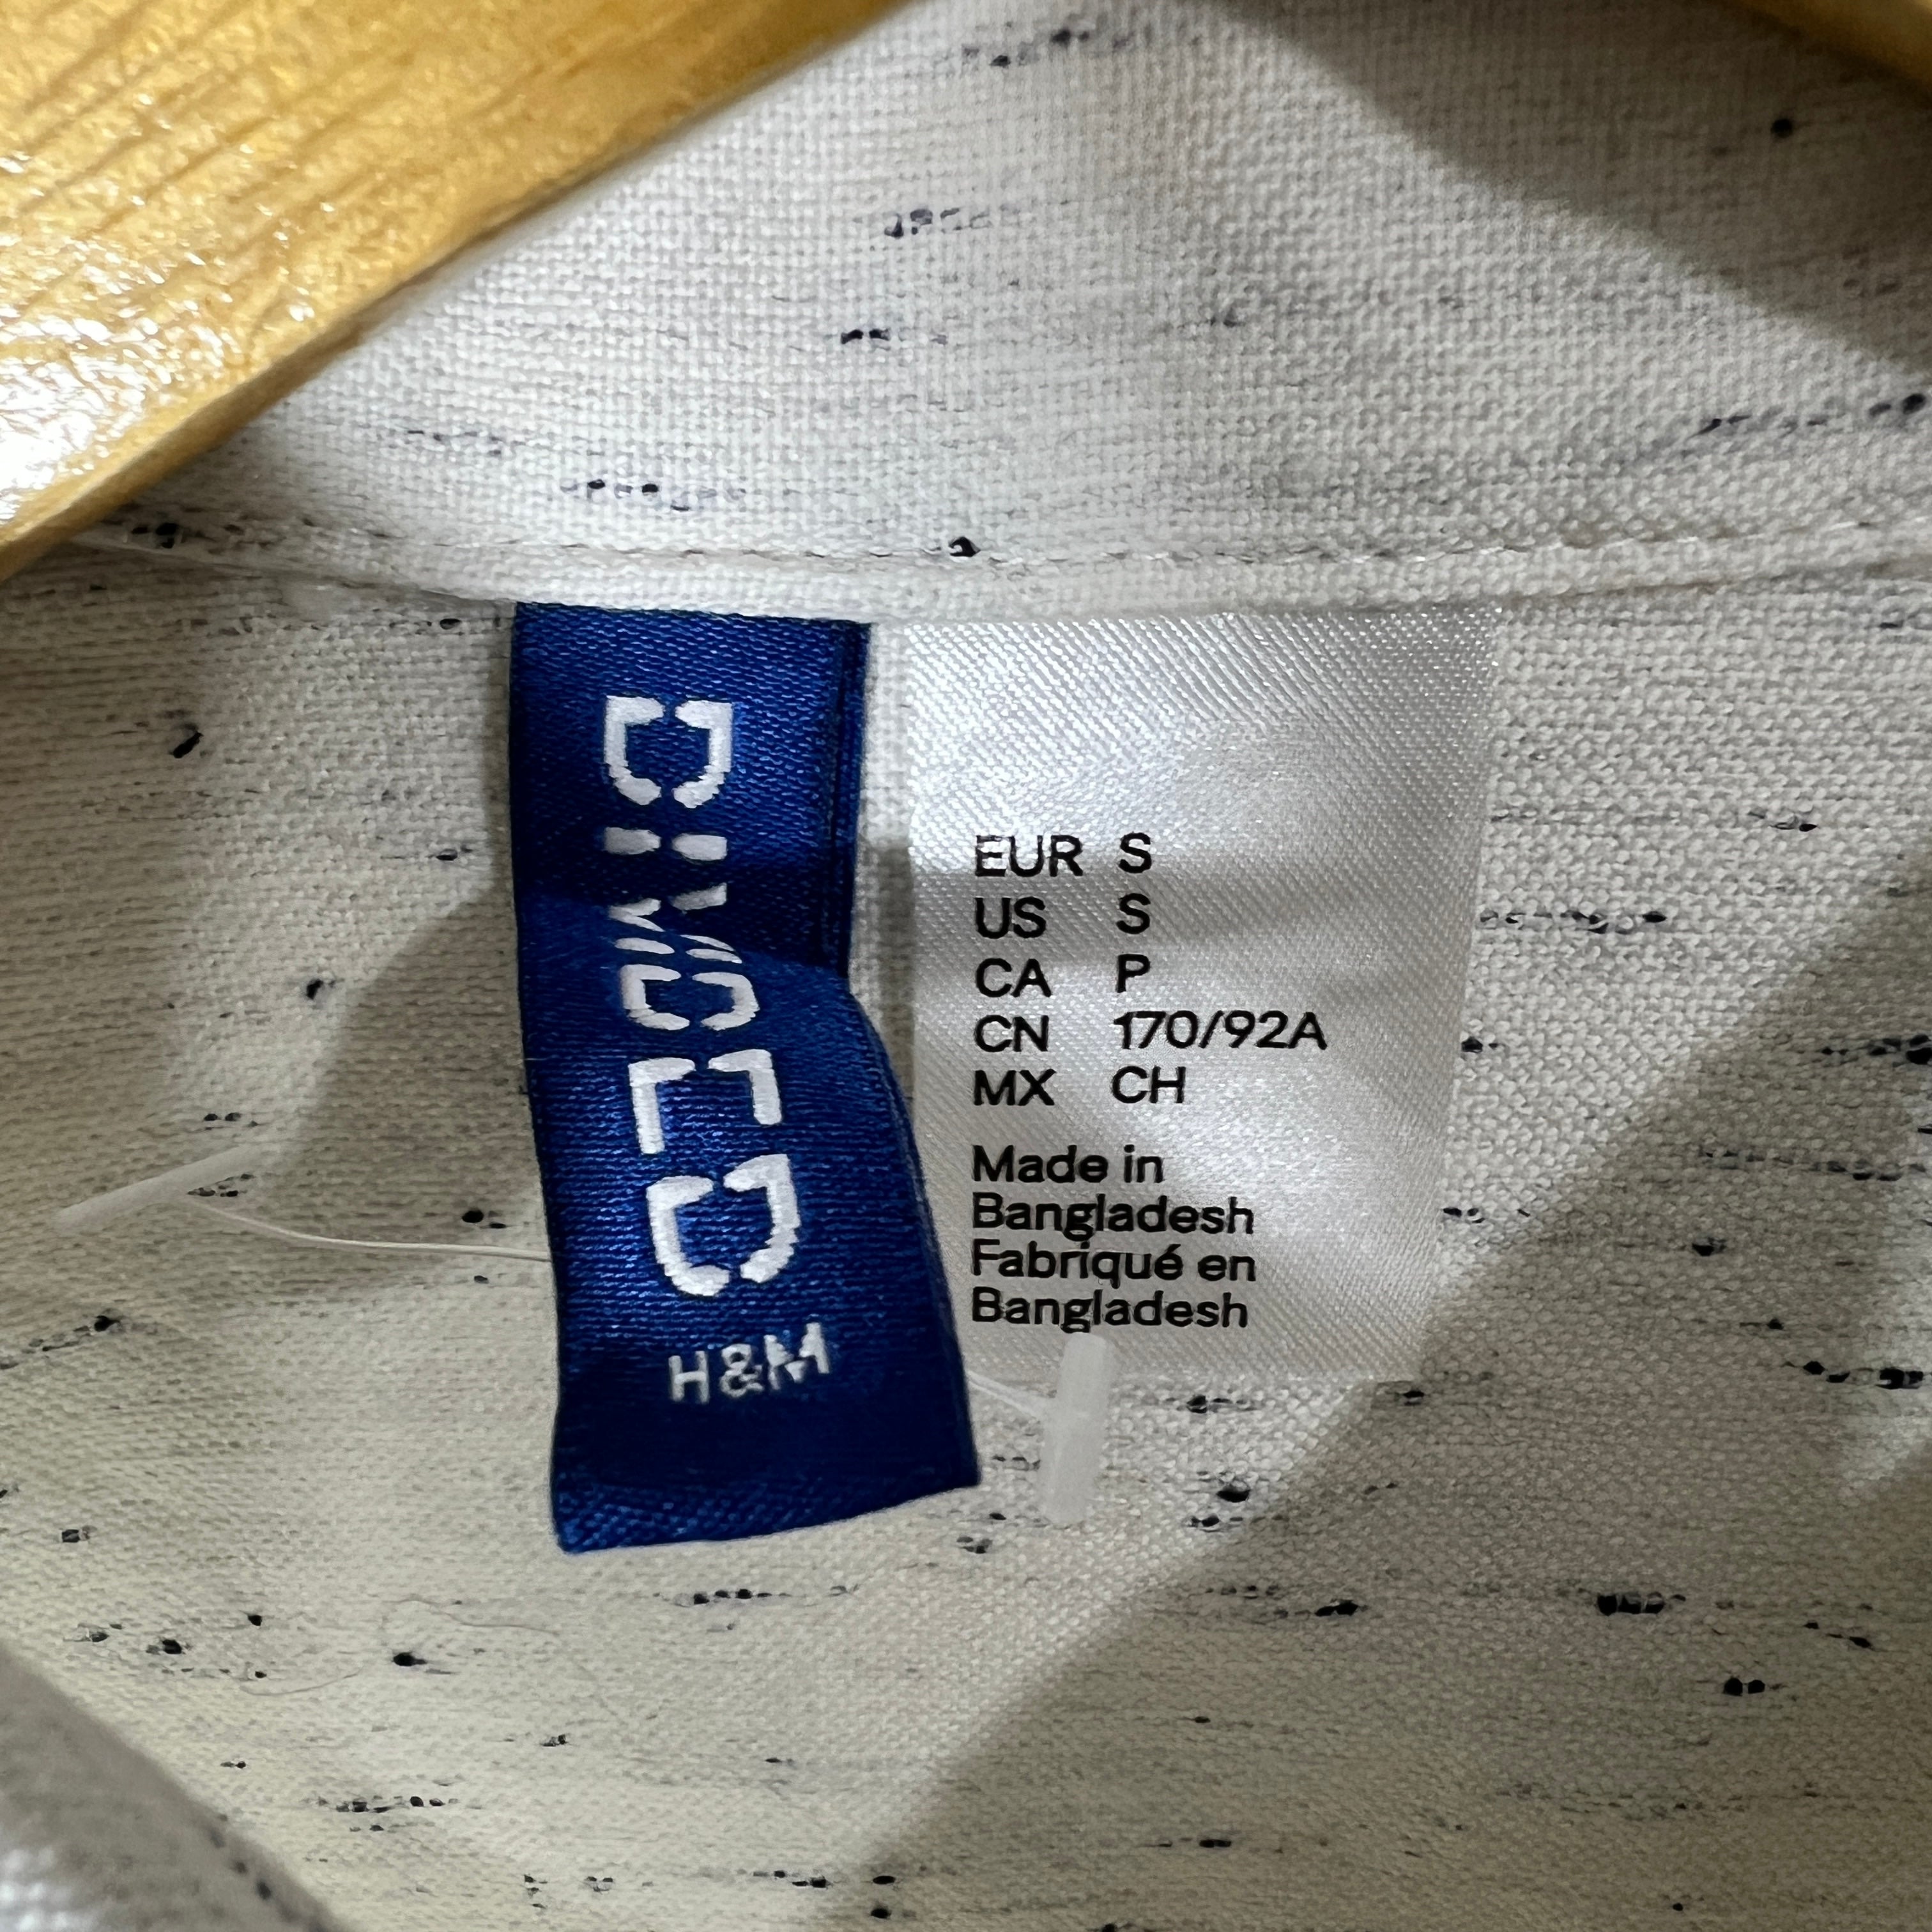 DIVIDED
H&M
EUR S
US S
CA P
CN 170/92A
MX CH
Made in
Bangladesh
Fabriqué en
Bangladesh